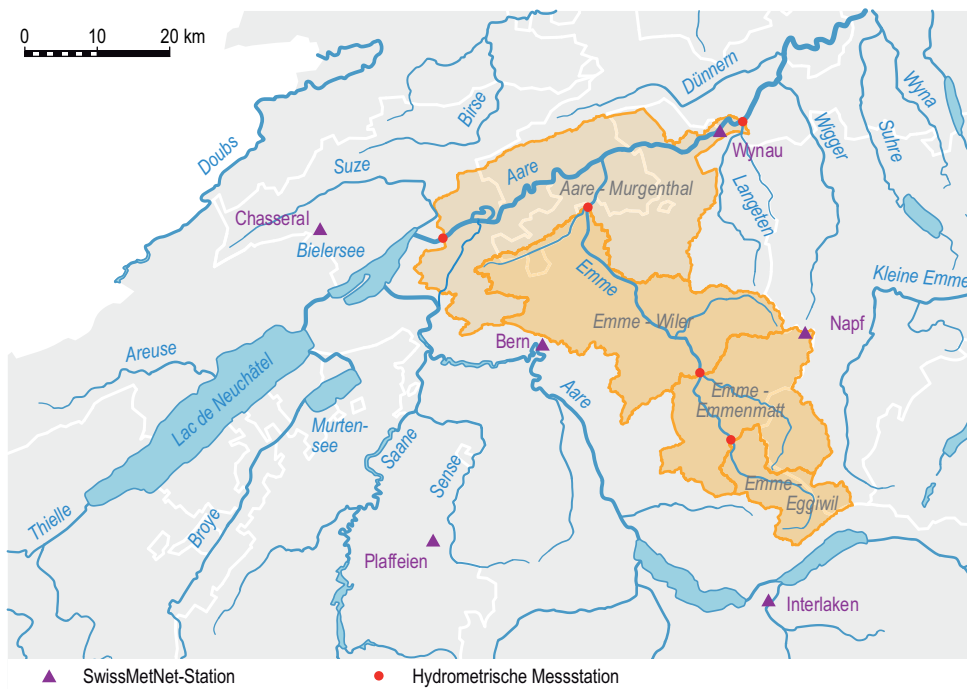 0 10 20 km
Doubs
Birse
Dünnern
Wyna
Suhre
Wigger
Suze
Aare
Wynau
Langeten
Aare - Murgenthal
Chasseral
Bielersee
Emme
Kleine Emme
Emme - Wiler
Napf
Bern
Areuse
Lac de Neuchâtel
Murten-
see
Aare
Emme -
Emmenmatt
Saane
Sense
Emme -
Eggiwil
Thielle
Broye
Plaffeien
Interlaken
SwissMetNet-Station
Hydrometrische Messstation